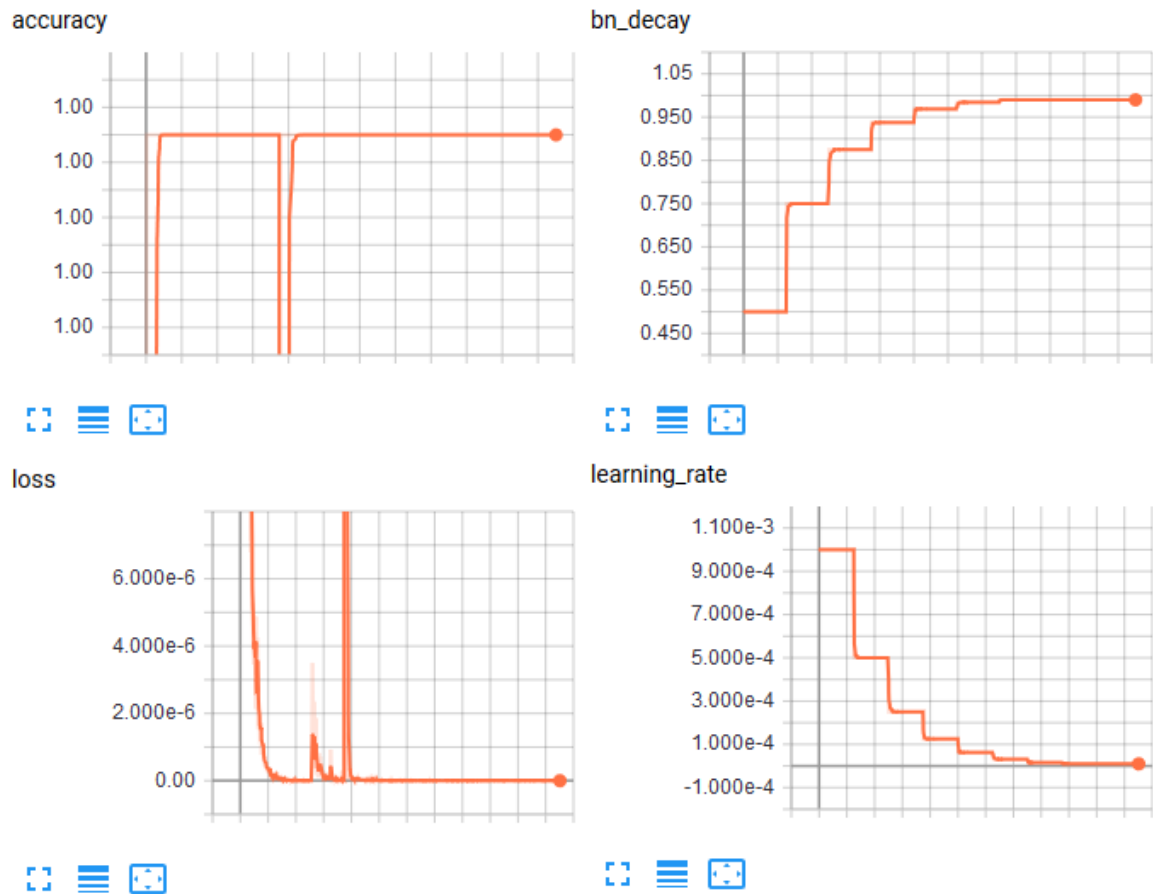 accuracy
1.00
1.00
1.00
1.00
1.00
bn_decay
1.05
0.950
0.850
0.750
0.650
0.550
0.450
loss
6.000e-6
4.000e-6
2.000e-6
0.00
learning_rate
1.100e-3
9.000e-4
7.000e-4
5.000e-4
3.000e-4
1.000e-4
-1.000e-4